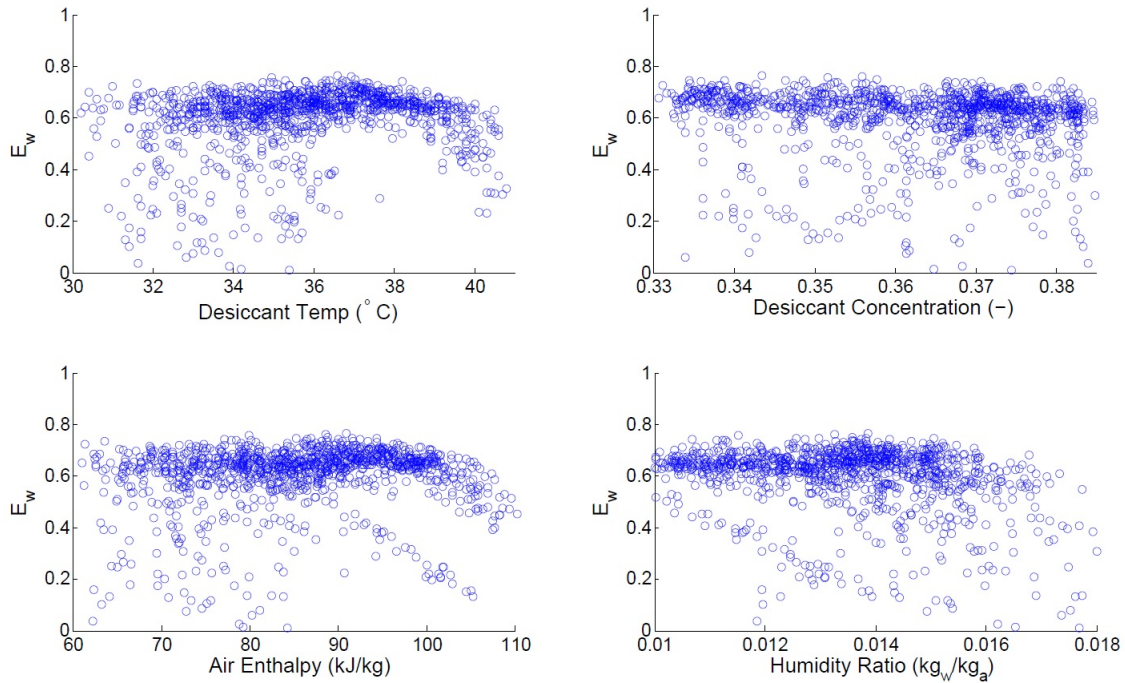 1
0.8
0.6
0.4
0.2
0
E_w
30 32 34 36 38 40
Desiccant Temp (° C)
1
0.8
0.6
0.4
0.2
0
E_w
0.33 0.34 0.35 0.36 0.37 0.38
Desiccant Concentration (−)
1
0.8
0.6
0.4
0.2
0
E_w
60 70 80 90 100 110
Air Enthalpy (kJ/kg)
1
0.8
0.6
0.4
0.2
0
E_w
0.01 0.012 0.014 0.016 0.018
Humidity Ratio (kg_w/kg_a)